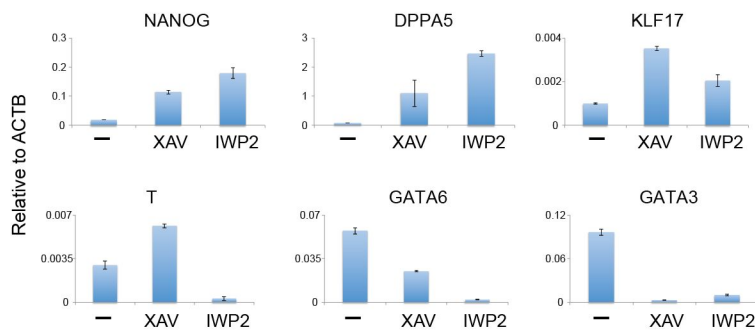 NANOG DPPA5 KLF17
0.3 3 0.004
0.2 2
0.002
0.1 1
0 0 0
– XAV IWP2 – XAV IWP2 – XAV IWP2
Relative to ACTB
T GATA6 GATA3
0.007 0.07 0.12
0.0035 0.035 0.06
0 0 0
– XAV IWP2 – XAV IWP2 – XAV IWP2